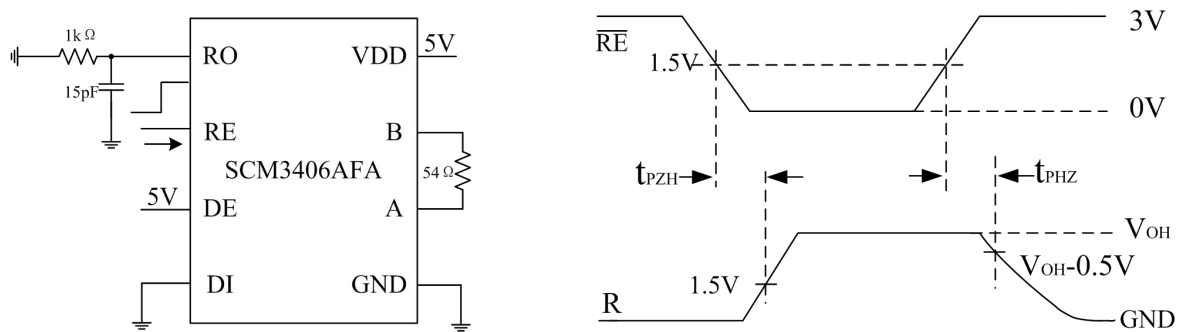 1kΩ
15pF
RO
VDD
5V
RE
B
SCM3406AFA
54Ω
5V
DE
A
DI
GND
RE
3V
1.5V
0V
tPZH
tPHZ
VOH
VOH-0.5V
1.5V
R
GND